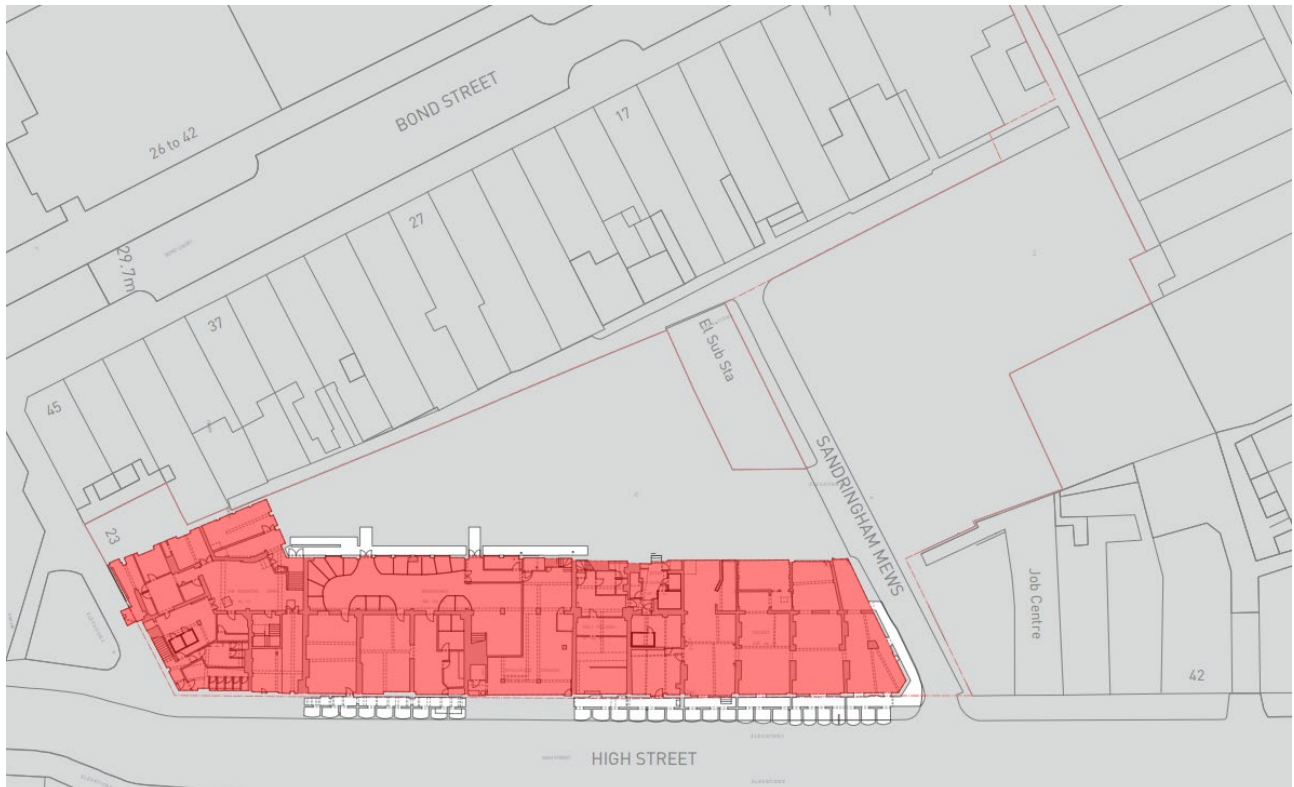 7
BOND STREET
26 to 42
17
27
29.7m
37
El Sub Sta
45
SANDRINGHAM MEWS
23
Job Centre
42
HIGH STREET